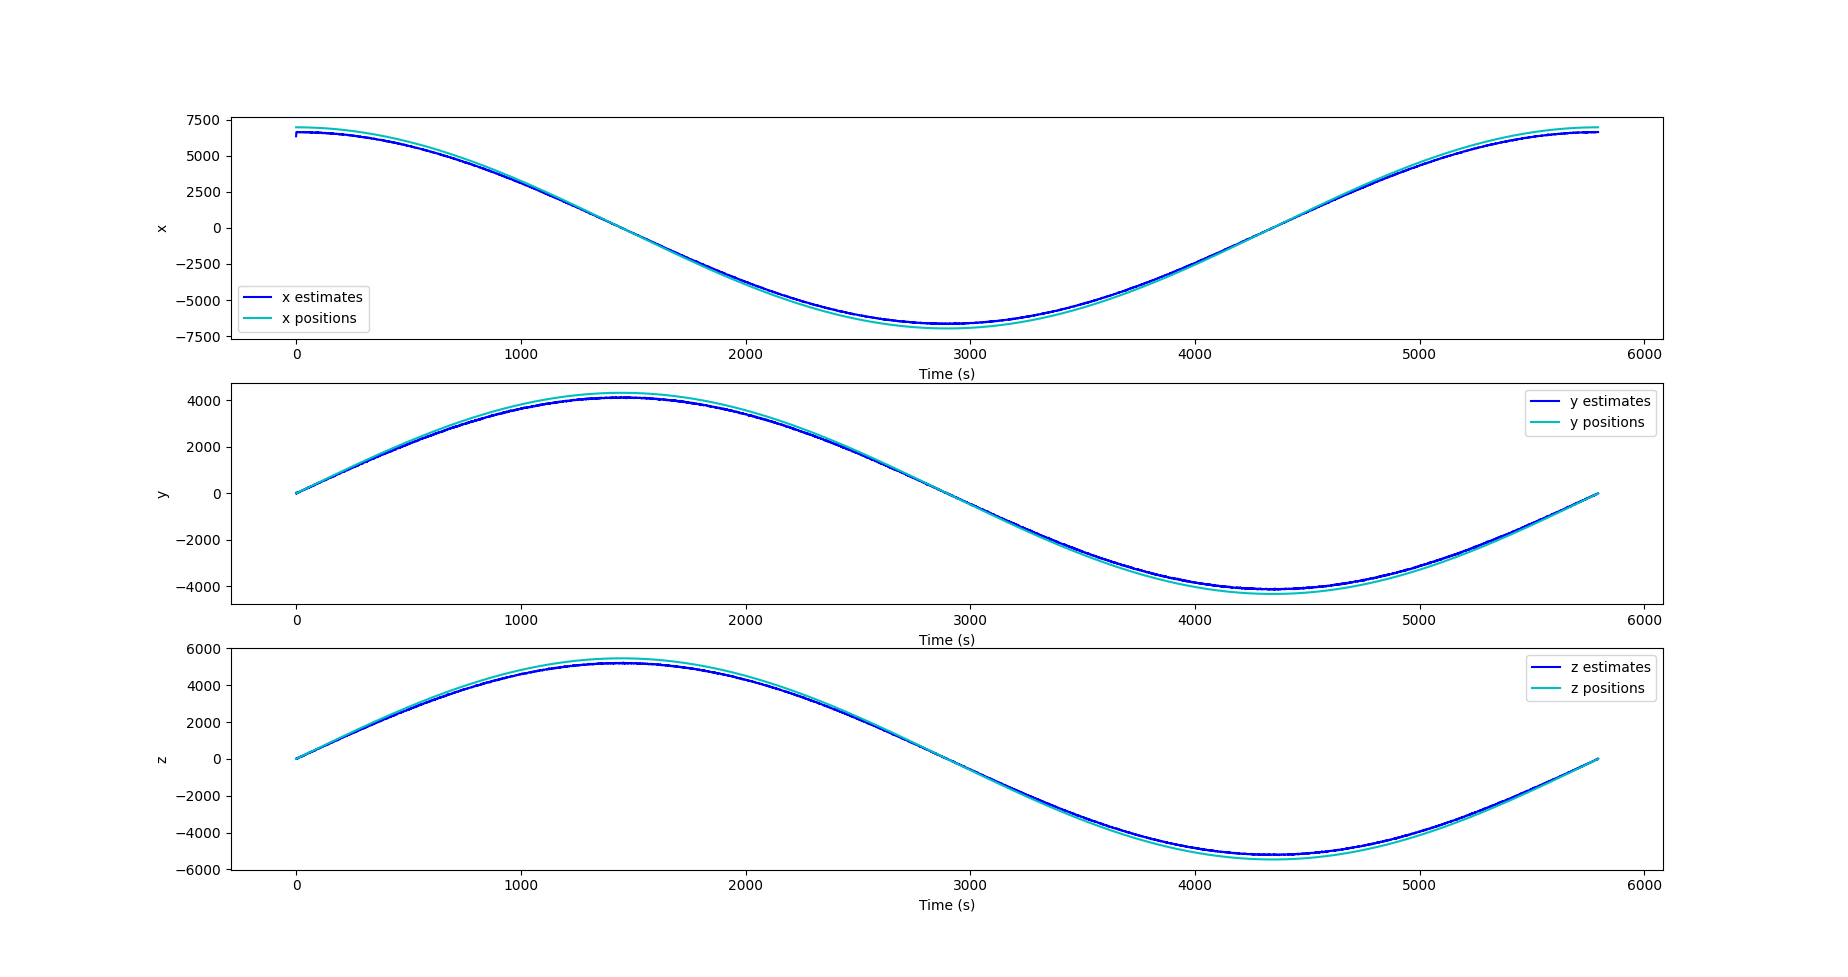 7500
5000
2500
0
−2500
−5000
−7500
x
x estimates
x positions
0 1000 2000 3000 4000 5000 6000
Time (s)
4000
2000
0
−2000
−4000
y
y estimates
y positions
0 1000 2000 3000 4000 5000 6000
Time (s)
6000
4000
2000
0
−2000
−4000
−6000
z
z estimates
z positions
0 1000 2000 3000 4000 5000 6000
Time (s)